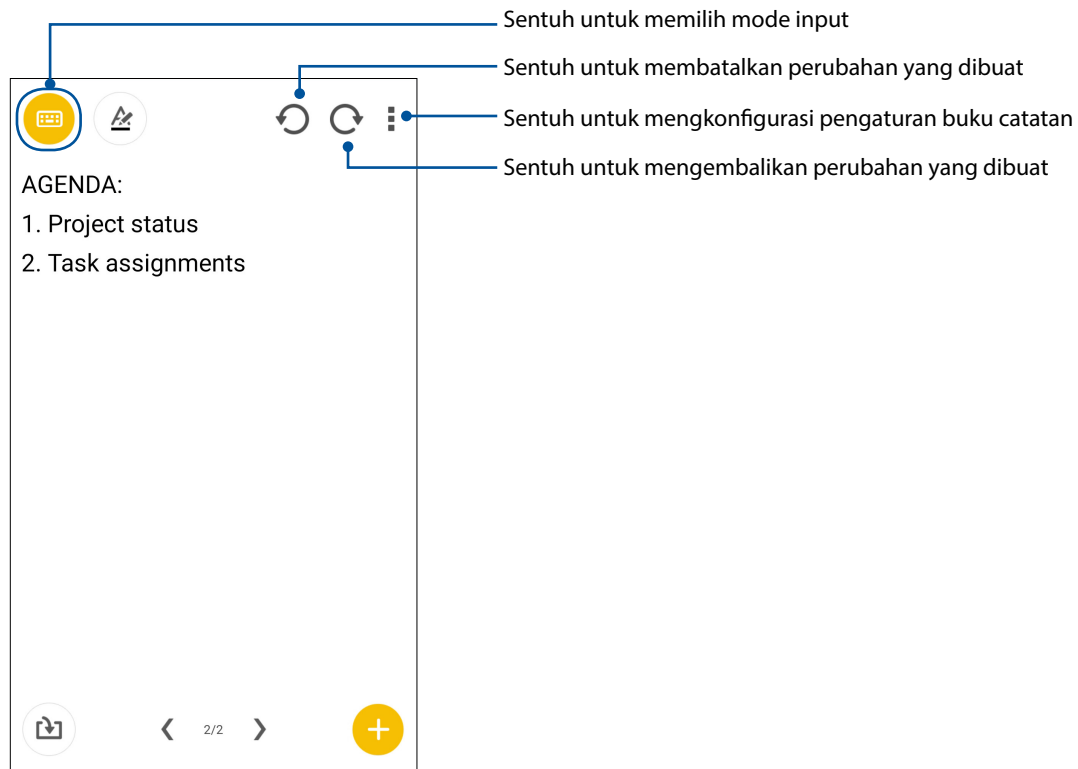 Sentuh untuk memilih mode input
Sentuh untuk membatalkan perubahan yang dibuat
Sentuh untuk mengkonfigurasi pengaturan buku catatan
Sentuh untuk mengembalikan perubahan yang dibuat
AGENDA:
1. Project status
2. Task assignments
2/2